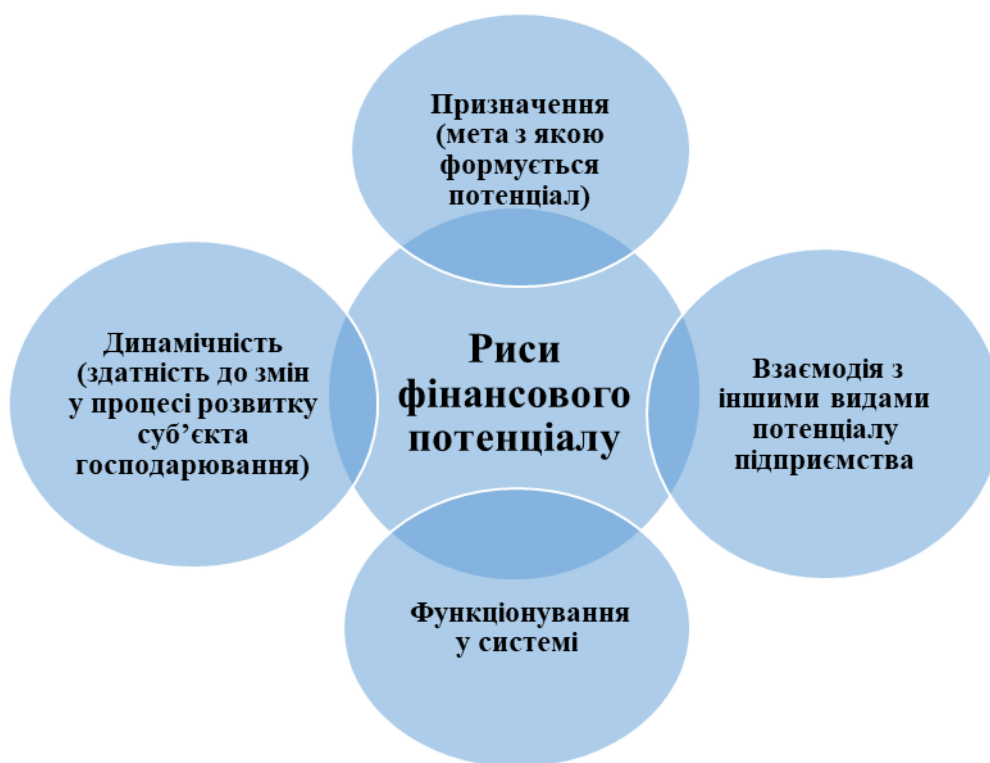 Призначення
(мета з якою
формується
потенціал)
Динамічність
(здатність до змін
у процесі розвитку
суб’єкта
господарювання)
Риси
фінансового
потенціалу
Взаємодія з
іншими видами
потенціалу
підприємства
Функціонування
у системі